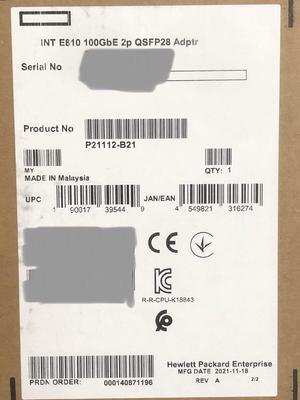 INT E810 100GbE 2p QSFP28 Adptr
Serial No
Product No
P21112-B21
MY
QTY: 1
MADE IN Malaysia
UPC
JAN/EAN
1 90017 39544 9
4 549821 316274
CE
R-R-CPU-K18843
Hewlett Packard Enterprise
MFG DATE 2021-11-18
PRDN ORDER: 000140871196
REV A 2/2